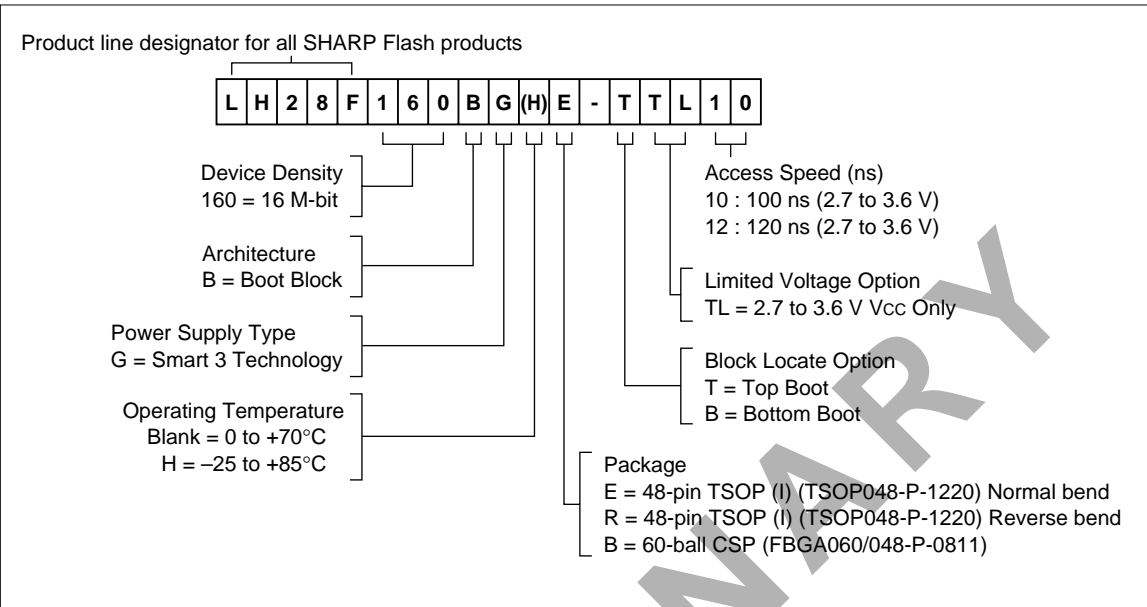 Product line designator for all SHARP Flash products
L H 2 8 F 1 6 0 B G (H) E - T T L 1 0
Device Density
160 = 16 M-bit
Architecture
B = Boot Block
Power Supply Type
G = Smart 3 Technology
Operating Temperature
Blank = 0 to +70°C
H = –25 to +85°C
Access Speed (ns)
10 : 100 ns (2.7 to 3.6 V)
12 : 120 ns (2.7 to 3.6 V)
Limited Voltage Option
TL = 2.7 to 3.6 V VCC Only
Block Locate Option
T = Top Boot
B = Bottom Boot
Package
E = 48-pin TSOP (I) (TSOP048-P-1220) Normal bend
R = 48-pin TSOP (I) (TSOP048-P-1220) Reverse bend
B = 60-ball CSP (FBGA060/048-P-0811)
NARY